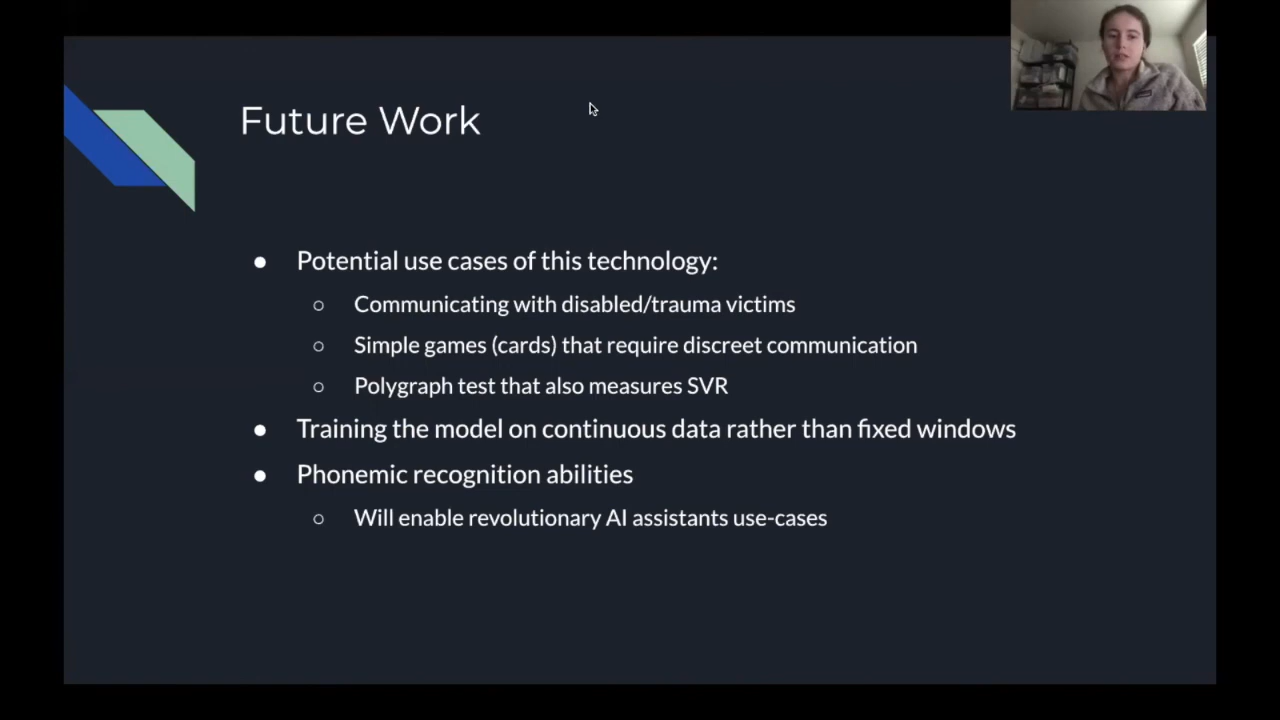 Future Work
● Potential use cases of this technology:
○ Communicating with disabled/trauma victims
○ Simple games (cards) that require discreet communication
○ Polygraph test that also measures SVR
● Training the model on continuous data rather than fixed windows
● Phonemic recognition abilities
○ Will enable revolutionary AI assistants use-cases